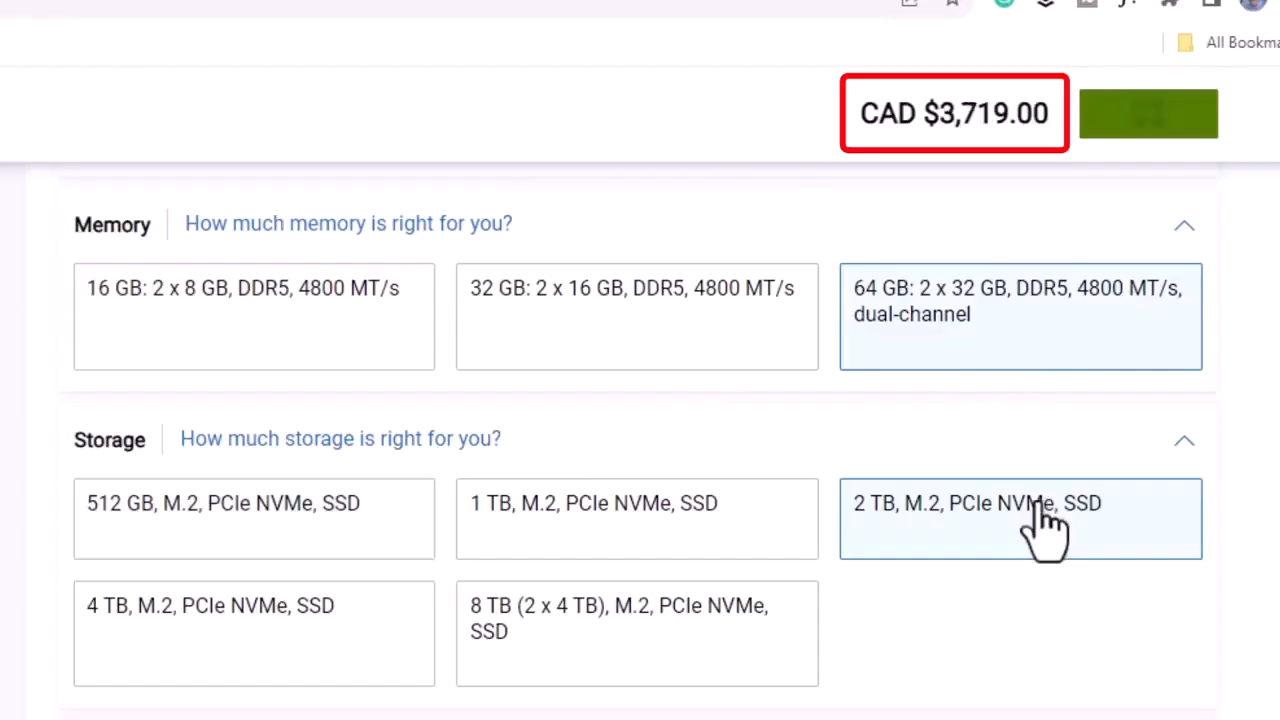 All Bookma
CAD $3,719.00
Memory How much memory is right for you?
16 GB: 2 x 8 GB, DDR5, 4800 MT/s
32 GB: 2 x 16 GB, DDR5, 4800 MT/s
64 GB: 2 x 32 GB, DDR5, 4800 MT/s,
dual-channel
Storage How much storage is right for you?
512 GB, M.2, PCIe NVMe, SSD
1 TB, M.2, PCIe NVMe, SSD
2 TB, M.2, PCIe NVMe, SSD
4 TB, M.2, PCIe NVMe, SSD
8 TB (2 x 4 TB), M.2, PCIe NVMe,
SSD